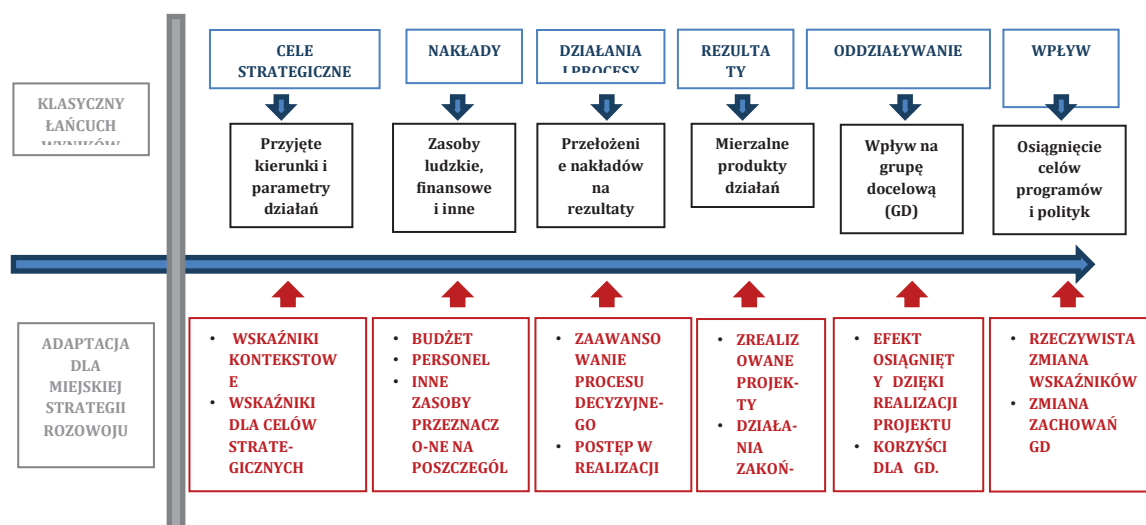 CELE
STRATEGICZNE
NAKŁADY
DZIAŁANIA
I PROCESY
REZULTA
TY
ODDZIAŁYWANIE
WPŁYW
KLASYCZNY
ŁAŃCUCH
WYNIKÓW
Przyjęte
kierunki i
parametry
działań
Zasoby
ludzkie,
finansowe
i inne
Przełożeni
e nakładów
na
rezultaty
Mierzalne
produkty
działań
Wpływ na
grupę
docelową
(GD)
Osiągnięcie
celów
programów
i polityk
ADAPTACJA
DLA
MIEJSKIEJ
STRATEGII
ROZOWOJU
• WSKAŹNIKI
KONTEKSTOW
E
• WSKAŹNIKI
DLA CELÓW
STRATE-
GICZNYCH
• BUDŻET
• PERSONEL
• INNE
ZASOBY
PRZEZNACZ
O-NE NA
POSZCZEGÓL
• ZAAWANSO
WANIE
PROCESU
DECYZYJNE-
GO
• POSTĘP W
REALIZACJI
• ZREALIZ
OWANE
PROJEK-
TY
• DZIAŁA-
NIA
ZAKOŃ-
• EFEKT
OSIĄGNIĘT
Y DZIĘKI
REALIZACJI
PROJEKTU
• KORZYŚCI
DLA GD.
• RZECZYWISTA
ZMIANA
WSKAŹNIKÓW
• ZMIANA
ZACHOWAŃ
GD